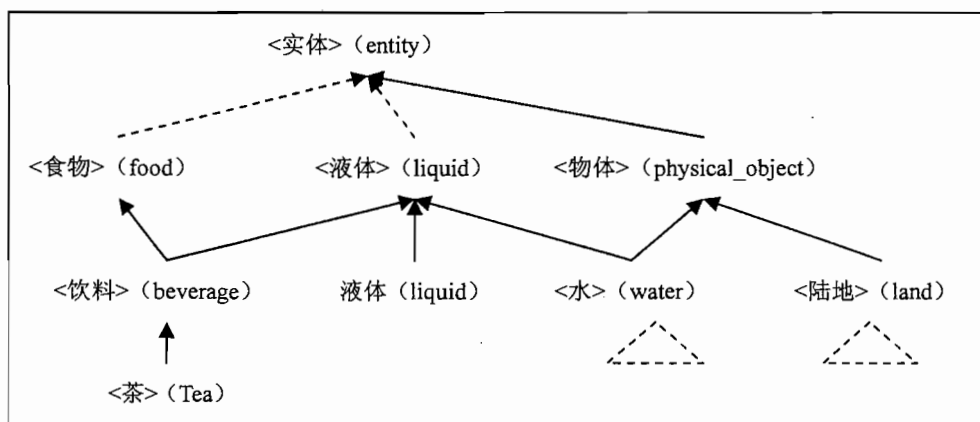 <实体>（entity）
<食物>（food） <液体>（liquid） <物体>（physical_object）
<饮料>（beverage） 液体（liquid） <水>（water） <陆地>（land）
<茶>（Tea）